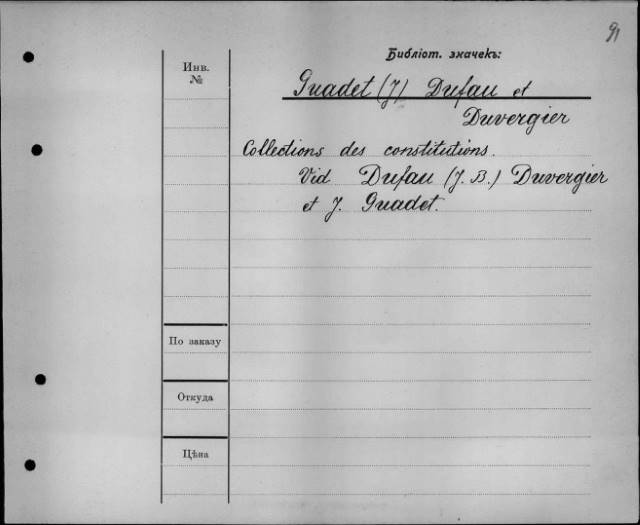 91
Библіот. значекъ:
Инв.
№
Guadet (J) Dufau et
Duvergier
Collections des constitutions.
Vid Dufau (J. B.) Duvergier
et J. Guadet.
По заказу
Откуда
Цѣна